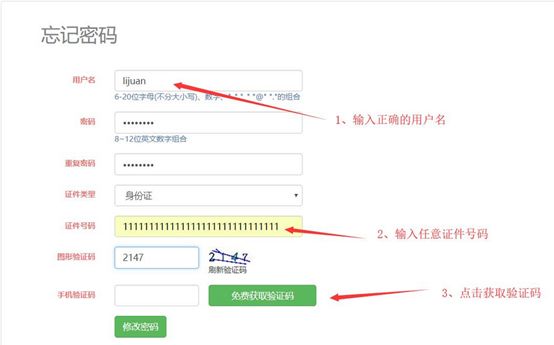 忘记密码
用户名
lijuan
6-20位字母(不分大小写)、数字、"-" "_" "@" "."的组合
1、输入正确的用户名
密码
••••••••
8~12位英文数字组合
重复密码
••••••••
证件类型
身份证
证件号码
11111111111111111111111111111111
2、输入任意证件号码
图形验证码
2147
2147
刷新验证码
手机验证码
免费获取验证码
3、点击获取验证码
修改密码